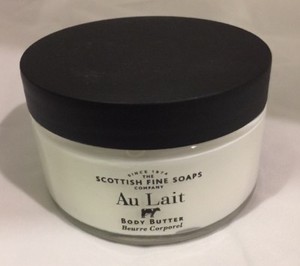 SINCE 1974
THE
SCOTTISH FINE SOAPS
COMPANY
Au Lait
BODY BUTTER
Beurre Corporel